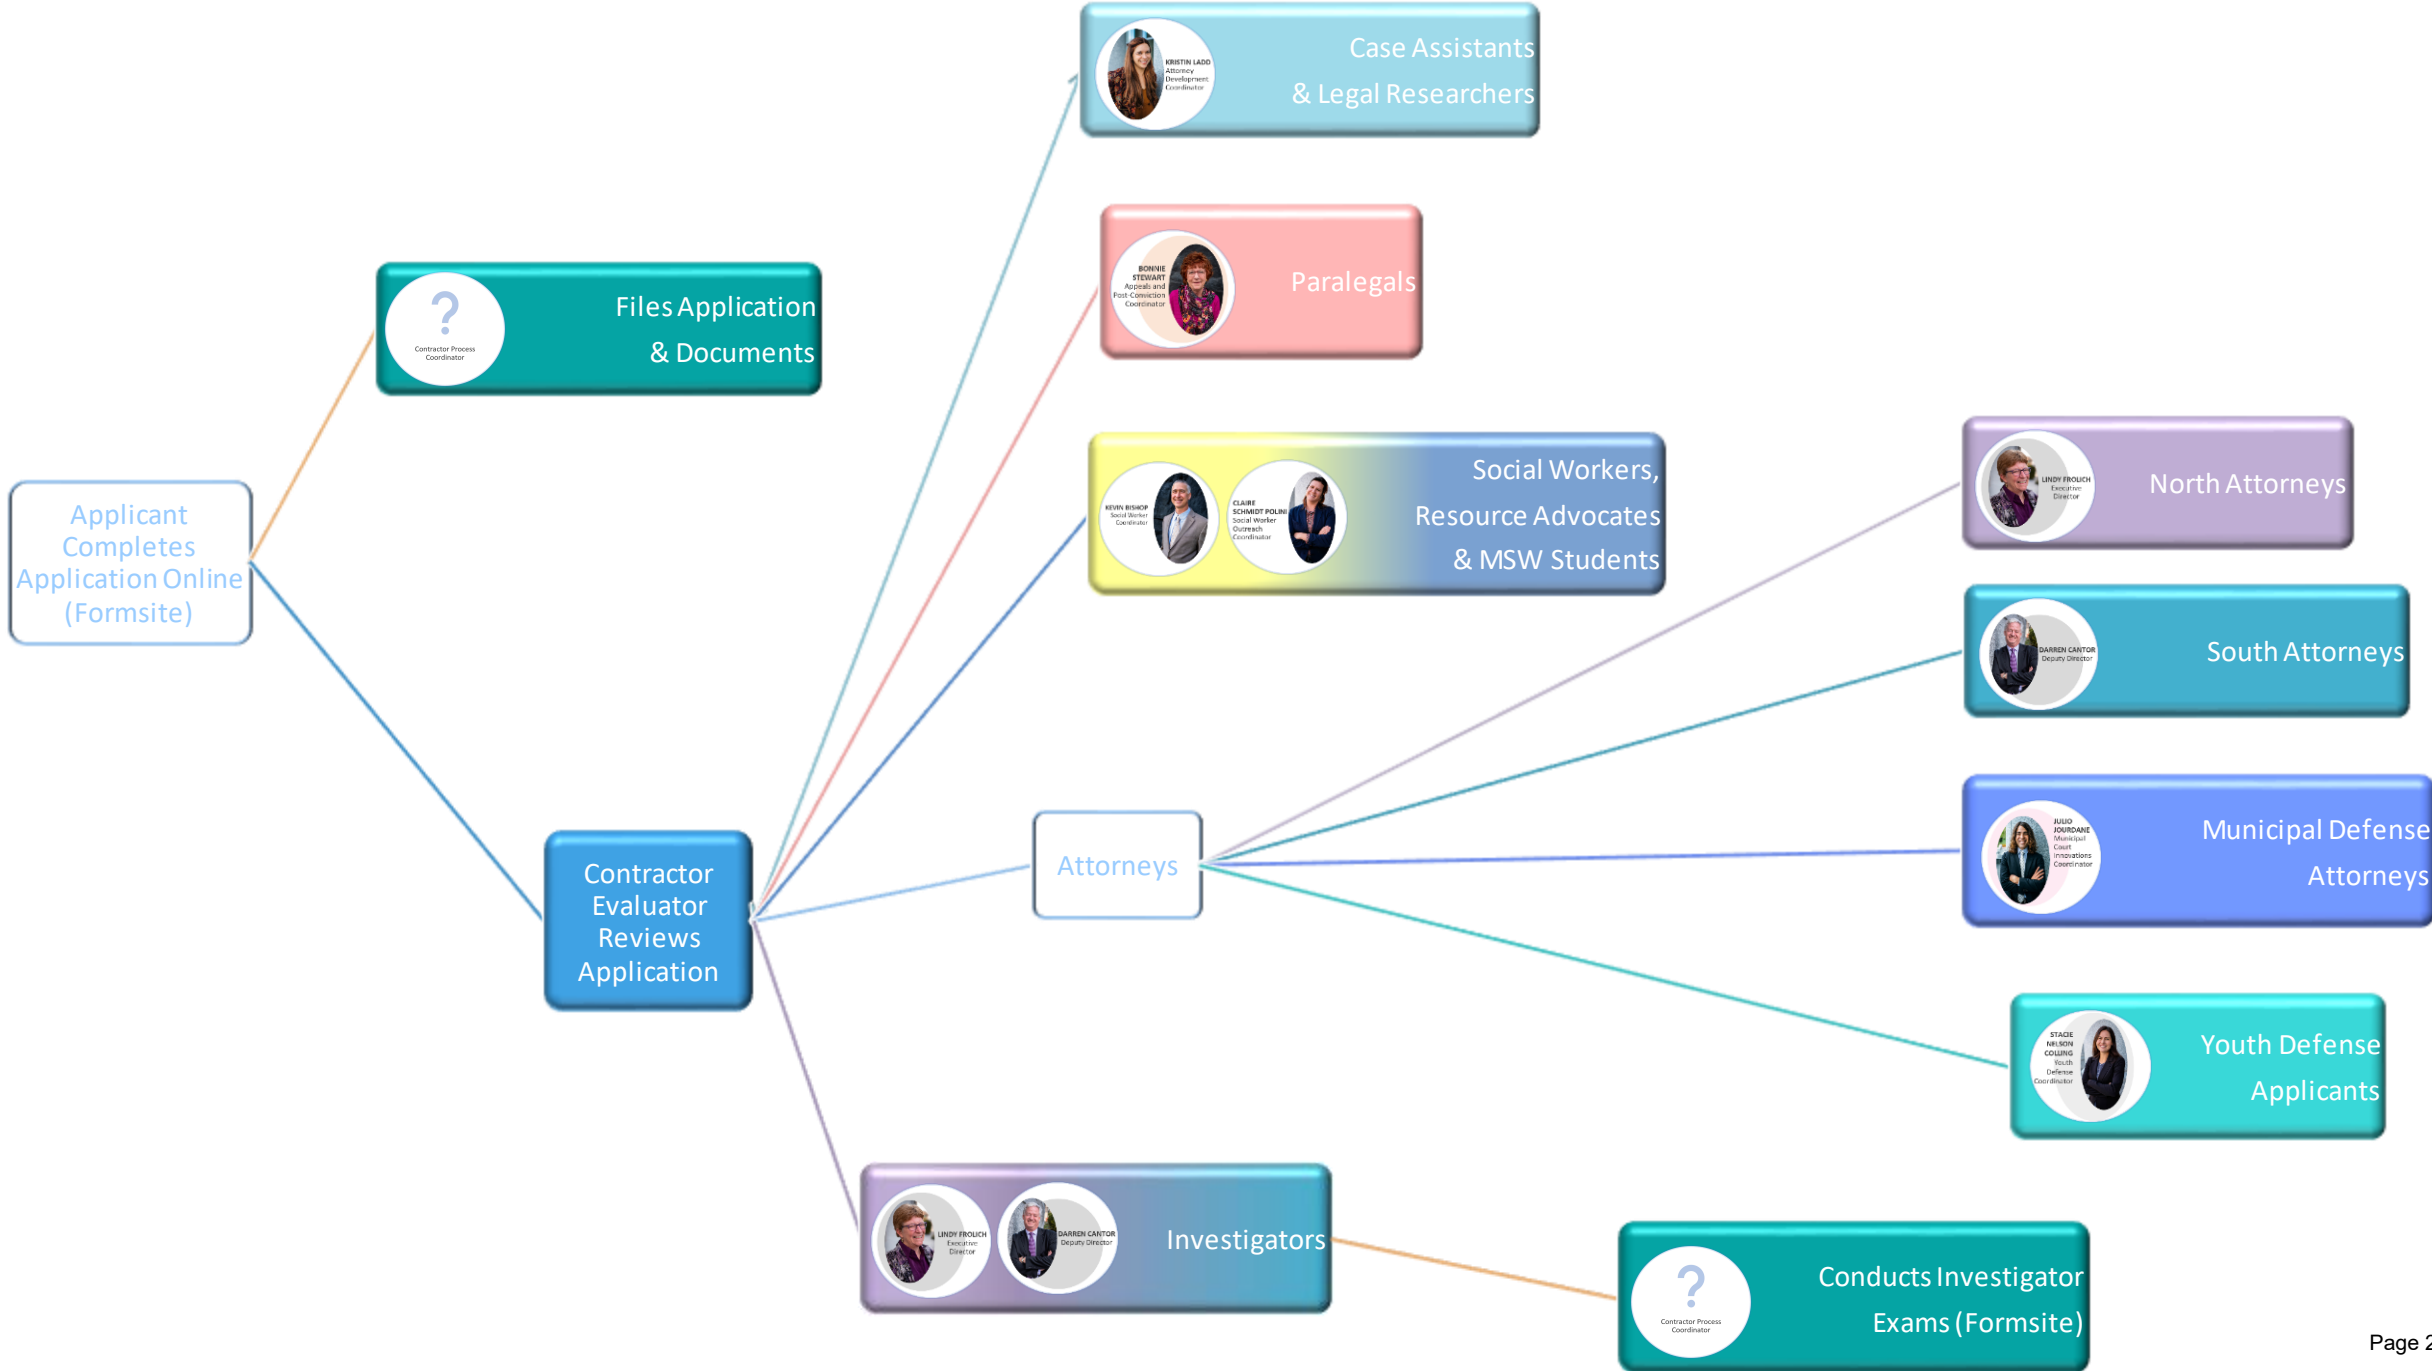 KRISTIN LADD
Attorney
Development
Coordinator
Case Assistants
& Legal Researchers
BONNIE
STEWART
Appeals and
Post-Conviction
Coordinator
Paralegals
?
Contractor Process
Coordinator
Files Application
& Documents
KEVIN BISHOP
Social Worker
Coordinator
CLAIRE
SCHMIDT POLINI
Social Worker
Outreach
Coordinator
Social Workers,
Resource Advocates
& MSW Students
LINDY FROLICH
Executive
Director
North Attorneys
Applicant
Completes
Application Online
(Formsite)
DARREN CANTOR
Deputy Director
South Attorneys
JULIO
JOURDANE
Municipal
Court
Innovations
Coordinator
Municipal Defense
Attorneys
Contractor
Evaluator
Reviews
Application
Attorneys
STACIE
NELSON
COLLING
Youth
Defense
Coordinator
Youth Defense
Applicants
LINDY FROLICH
Executive
Director
DARREN CANTOR
Deputy Director
Investigators
?
Contractor Process
Coordinator
Conducts Investigator
Exams (Formsite)
Page 2